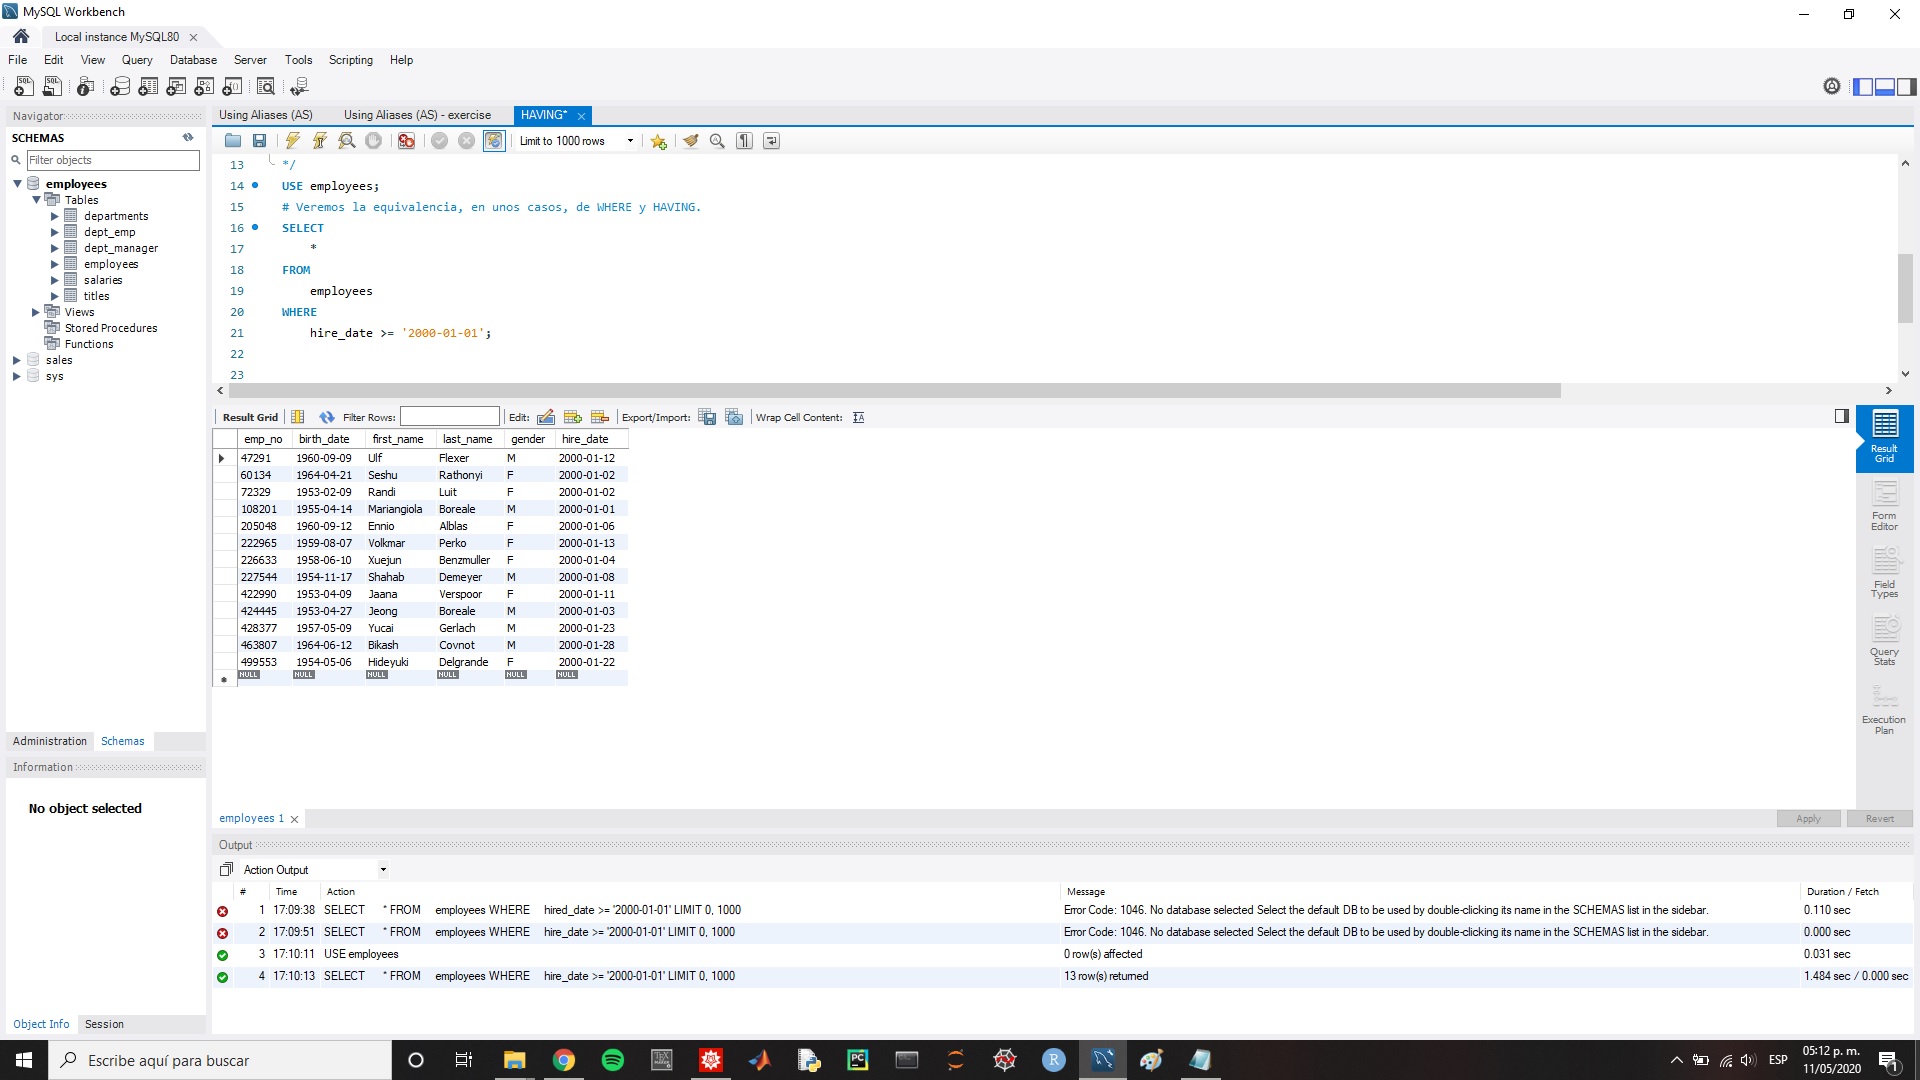 MySQL Workbench
Local instance MySQL80
File Edit View Query Database Server Tools Scripting Help
Navigator
SCHEMAS
Filter objects
employees
Tables
departments
dept_emp
dept_manager
employees
salaries
titles
Views
Stored Procedures
Functions
sales
sys
Administration Schemas
Information
No object selected
Object Info Session
Using Aliases (AS) Using Aliases (AS) - exercise HAVING*
Limit to 1000 rows
13 */
14 USE employees;
15 # Veremos la equivalencia, en unos casos, de WHERE y HAVING.
16 SELECT
17 *
18 FROM
19 employees
20 WHERE
21 hire_date >= '2000-01-01';
22
23
Result Grid Filter Rows: Edit: Export/Import: Wrap Cell Content:
emp_no birth_date first_name last_name gender hire_date
47291 1960-09-09 Ulf Flexer M 2000-01-12
60134 1964-04-21 Seshu Rathonyi F 2000-01-02
72329 1953-02-09 Randi Luit F 2000-01-02
108201 1955-04-14 Mariangiola Boreale M 2000-01-01
205048 1960-09-12 Ennio Alblas F 2000-01-06
222965 1959-08-07 Volkmar Perko F 2000-01-13
226633 1958-06-10 Xuejun Benzmuller F 2000-01-04
227544 1954-11-17 Shahab Demeyer M 2000-01-08
422990 1953-04-09 Jaana Verspoor F 2000-01-11
424445 1953-04-27 Jeong Boreale M 2000-01-03
428377 1957-05-09 Yucai Gerlach M 2000-01-23
463807 1964-06-12 Bikash Covnot M 2000-01-28
499553 1954-05-06 Hideyuki Delgrande F 2000-01-22
NULL NULL NULL NULL NULL NULL
Result
Grid
Form
Editor
Field
Types
Query
Stats
Execution
Plan
employees 1
Apply Revert
Output
Action Output
# Time Action Message Duration / Fetch
1 17:09:38 SELECT * FROM employees WHERE hired_date >= '2000-01-01' LIMIT 0, 1000 Error Code: 1046. No database selected Select the default DB to be used by double-clicking its name in the SCHEMAS list in the sidebar. 0.110 sec
2 17:09:51 SELECT * FROM employees WHERE hire_date >= '2000-01-01' LIMIT 0, 1000 Error Code: 1046. No database selected Select the default DB to be used by double-clicking its name in the SCHEMAS list in the sidebar. 0.000 sec
3 17:10:11 USE employees 0 row(s) affected 0.031 sec
4 17:10:13 SELECT * FROM employees WHERE hire_date >= '2000-01-01' LIMIT 0, 1000 13 row(s) returned 1.484 sec / 0.000 sec
Escribe aquí para buscar
ESP
05:12 p. m.
11/05/2020
1